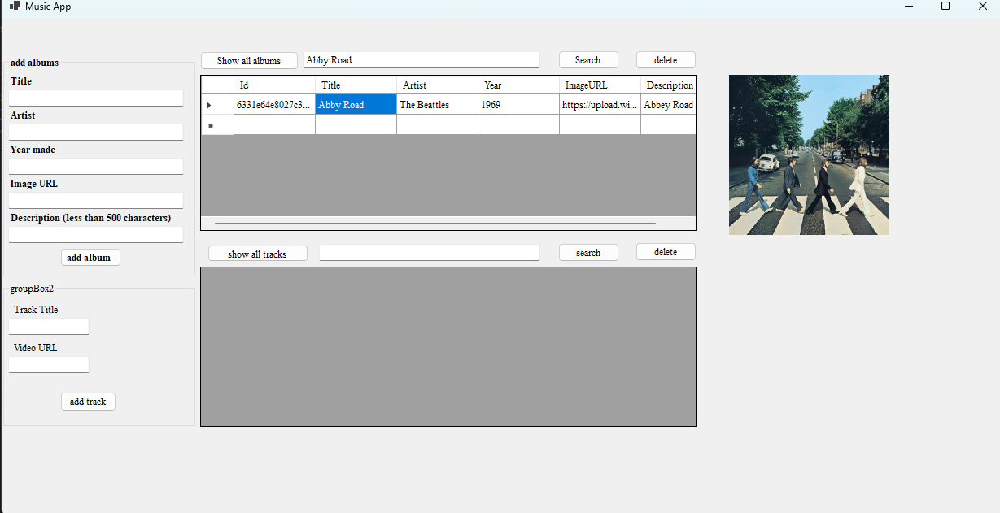 Music App
add albums
Title
Artist
Year made
Image URL
Description (less than 500 characters)
add album
groupBox2
Track Title
Video URL
add track
Show all albums Abby Road Search delete
Id Title Artist Year ImageURL Description
6331e64e8027c3... Abby Road The Beattles 1969 https://upload.wi... Abbey Road
show all tracks search delete